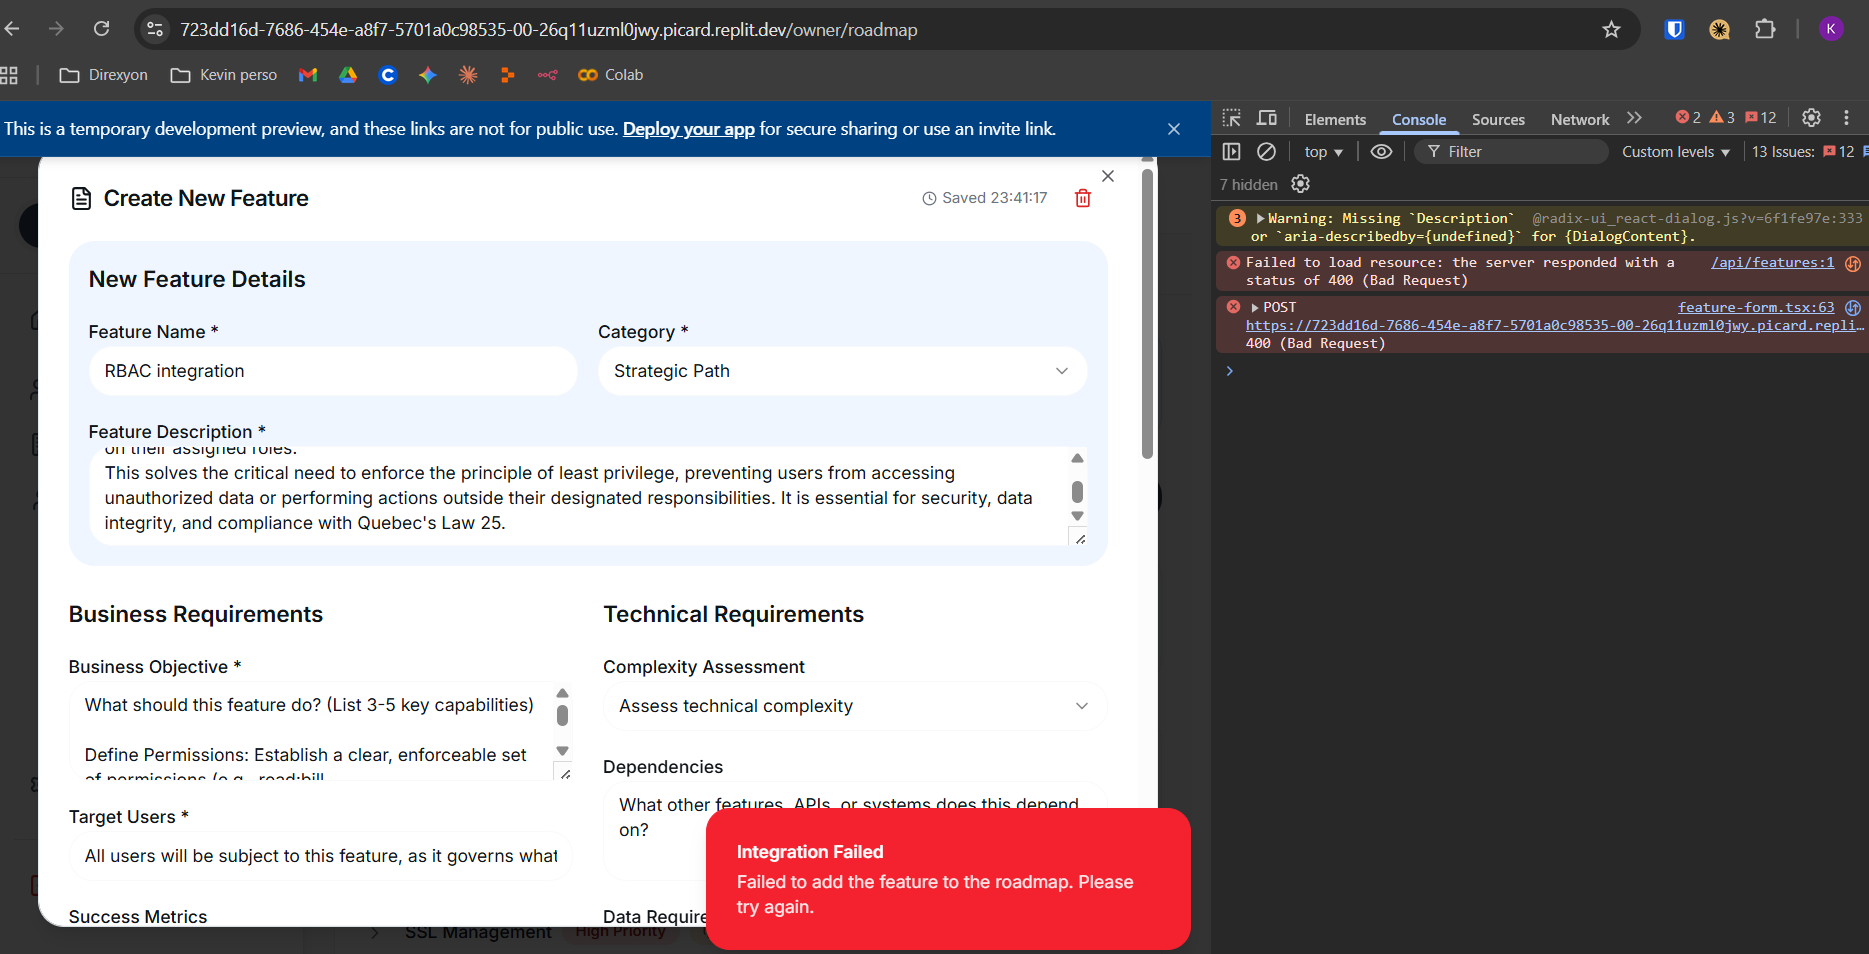 723dd16d-7686-454e-a8f7-5701a0c98535-00-26q11uzml0jwy.picard.replit.dev/owner/roadmap
K
Direxyon
Kevin perso
Colab
This is a temporary development preview, and these links are not for public use. Deploy your app for secure sharing or use an invite link.
Create New Feature
Saved 23:41:17
New Feature Details
Feature Name *
Category *
RBAC integration
Strategic Path
Feature Description *
on their assigned roles.
This solves the critical need to enforce the principle of least privilege, preventing users from accessing
unauthorized data or performing actions outside their designated responsibilities. It is essential for security, data
integrity, and compliance with Quebec's Law 25.
Business Requirements
Business Objective *
What should this feature do? (List 3-5 key capabilities)
Define Permissions: Establish a clear, enforceable set
of permissions (e.g., read:bill
Target Users *
All users will be subject to this feature, as it governs what
Success Metrics
Technical Requirements
Complexity Assessment
Assess technical complexity
Dependencies
What other features, APIs, or systems does this depend
on?
Data Require
SSL Management
High Priority
Integration Failed
Failed to add the feature to the roadmap. Please
try again.
Elements
Console
Sources
Network
2
3
12
top
Filter
Custom levels
13 Issues:
12
7 hidden
3
Warning: Missing `Description` @radix-ui_react-dialog.js?v=6f1fe97e:333
or `aria-describedby={undefined}` for {DialogContent}.
Failed to load resource: the server responded with a /api/features:1
status of 400 (Bad Request)
POST feature-form.tsx:63
https://723dd16d-7686-454e-a8f7-5701a0c98535-00-26q11uzml0jwy.picard.repli…
400 (Bad Request)